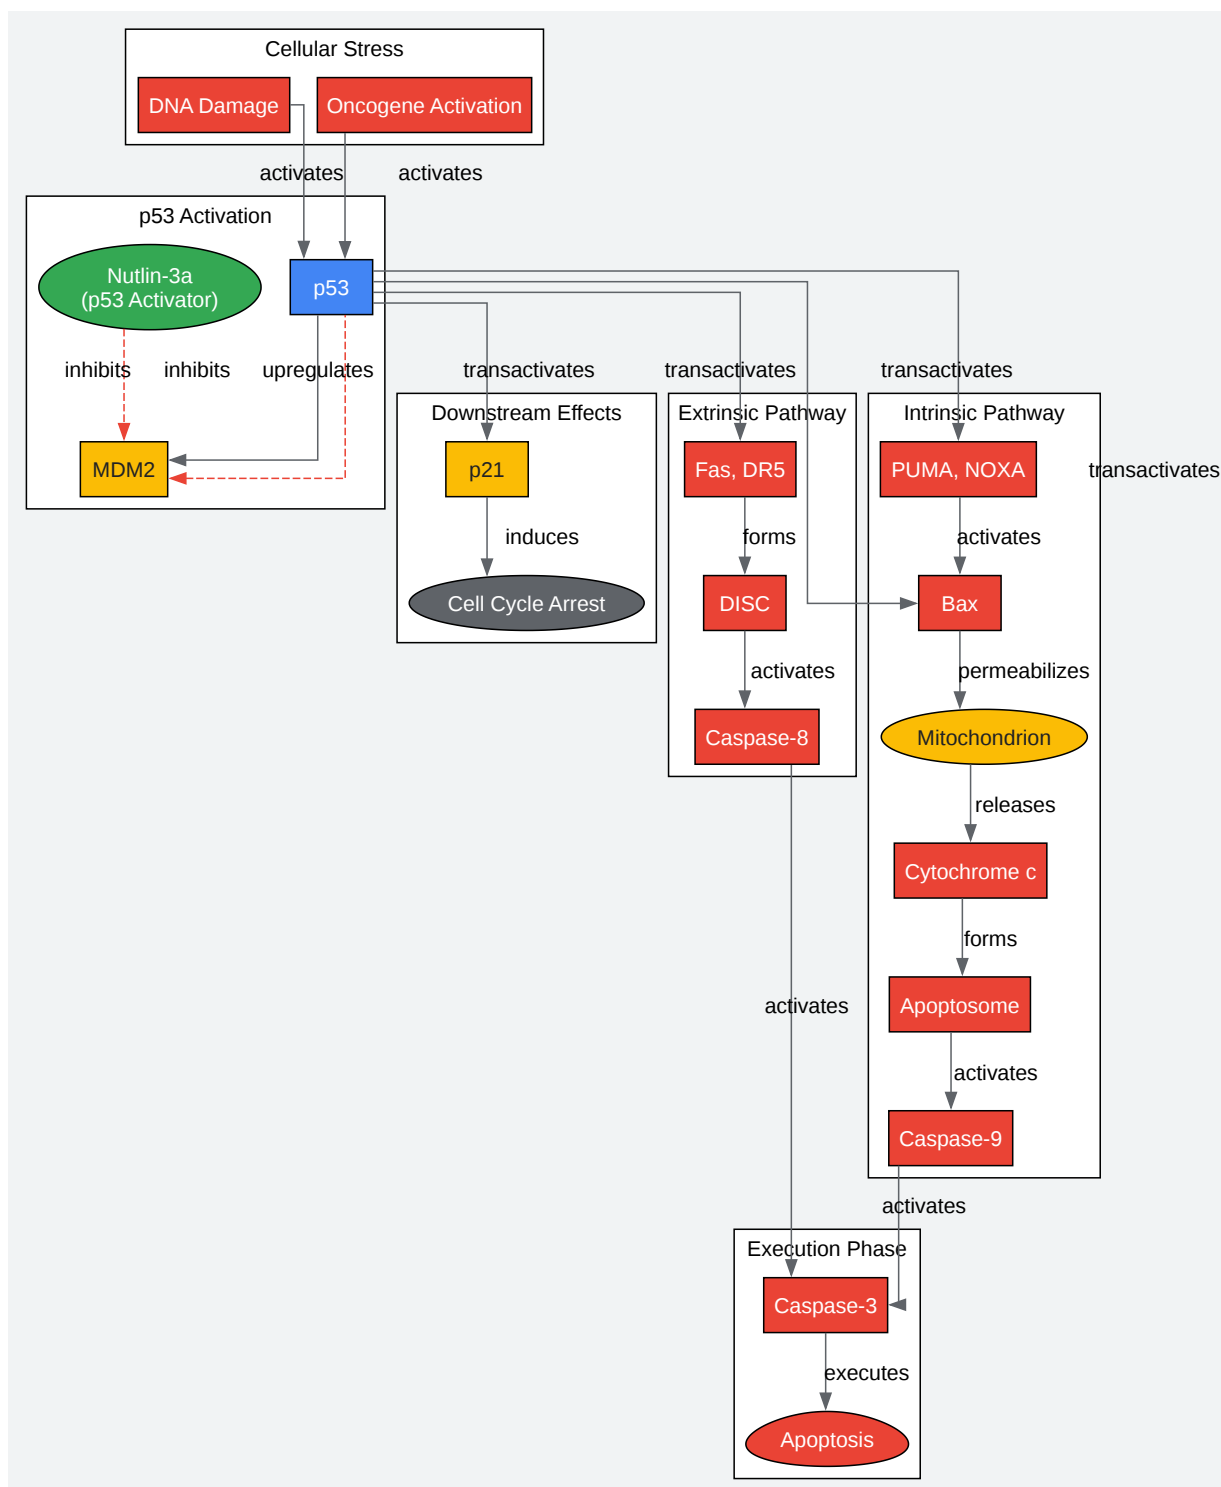 Cellular Stress
DNA Damage
Oncogene Activation
activates
activates
p53 Activation
Nutlin-3a
(p53 Activator)
p53
inhibits
inhibits
upregulates
transactivates
transactivates
transactivates
MDM2
Downstream Effects
p21
induces
Cell Cycle Arrest
Extrinsic Pathway
Fas, DR5
forms
DISC
activates
Caspase-8
Intrinsic Pathway
PUMA, NOXA
transactivates
activates
Bax
permeabilizes
Mitochondrion
releases
Cytochrome c
forms
Apoptosome
activates
activates
Caspase-9
activates
Execution Phase
Caspase-3
executes
Apoptosis